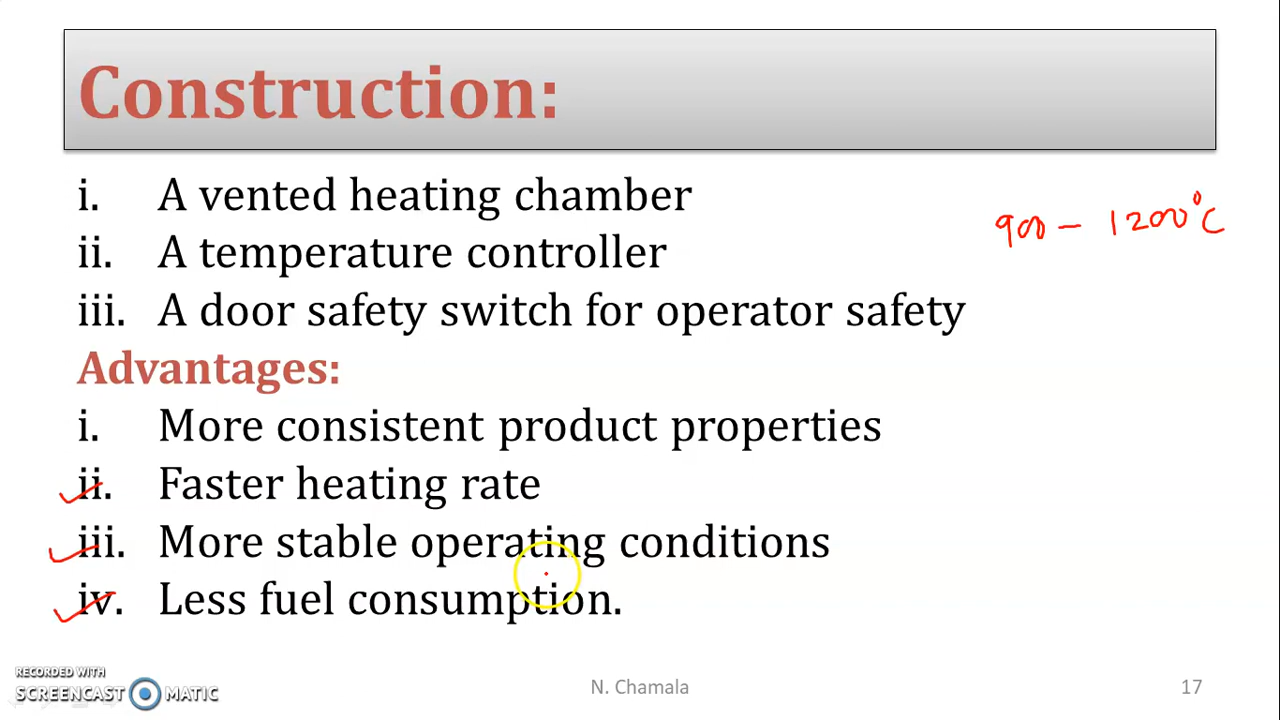 Construction:
i. A vented heating chamber
900 - 1200°C
ii. A temperature controller
iii. A door safety switch for operator safety
Advantages:
i. More consistent product properties
ii. Faster heating rate
iii. More stable operating conditions
iv. Less fuel consumption.
RECORDED WITH
SCREENCAST MATIC
N. Chamala
17